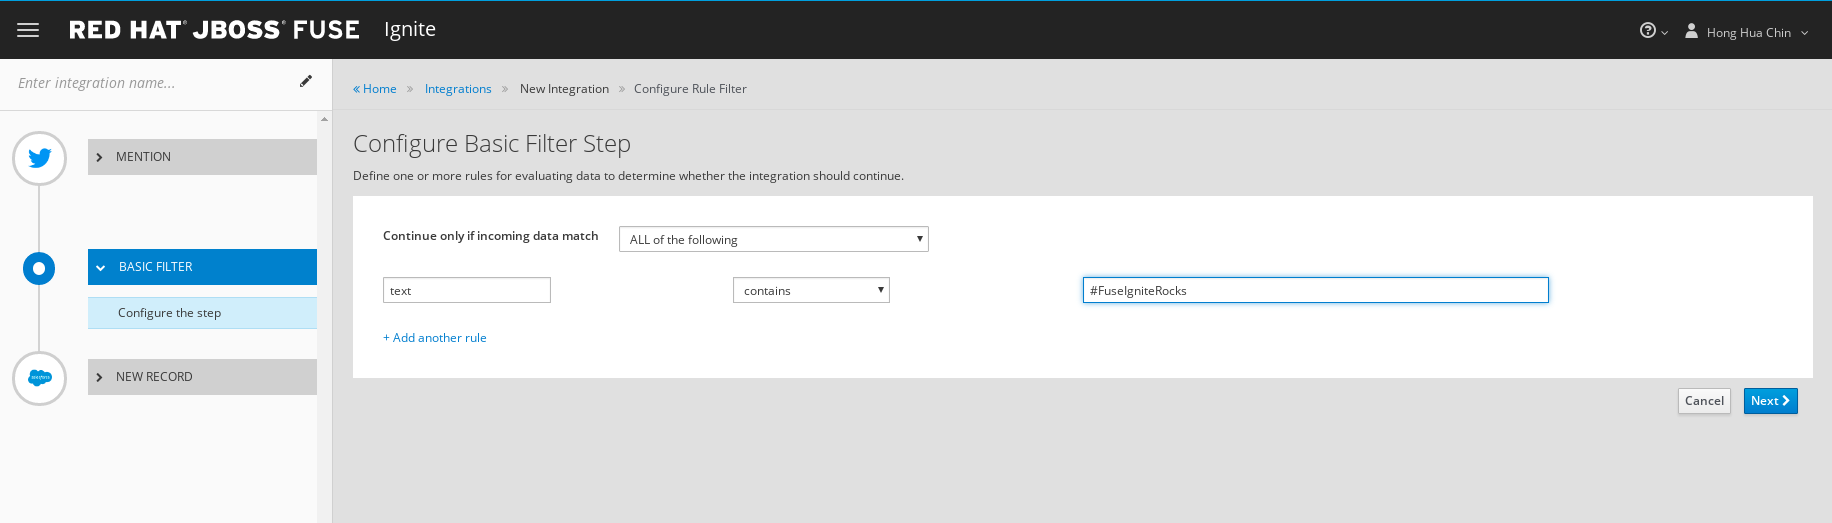 RED HAT® JBOSS® FUSE Ignite
Hong Hua Chin
Enter integration name...
« Home » Integrations » New Integration » Configure Rule Filter
MENTION
BASIC FILTER
Configure the step
NEW RECORD
Configure Basic Filter Step
Define one or more rules for evaluating data to determine whether the integration should continue.
Continue only if incoming data match ALL of the following
text contains #FuseIgniteRocks
+ Add another rule
Cancel Next